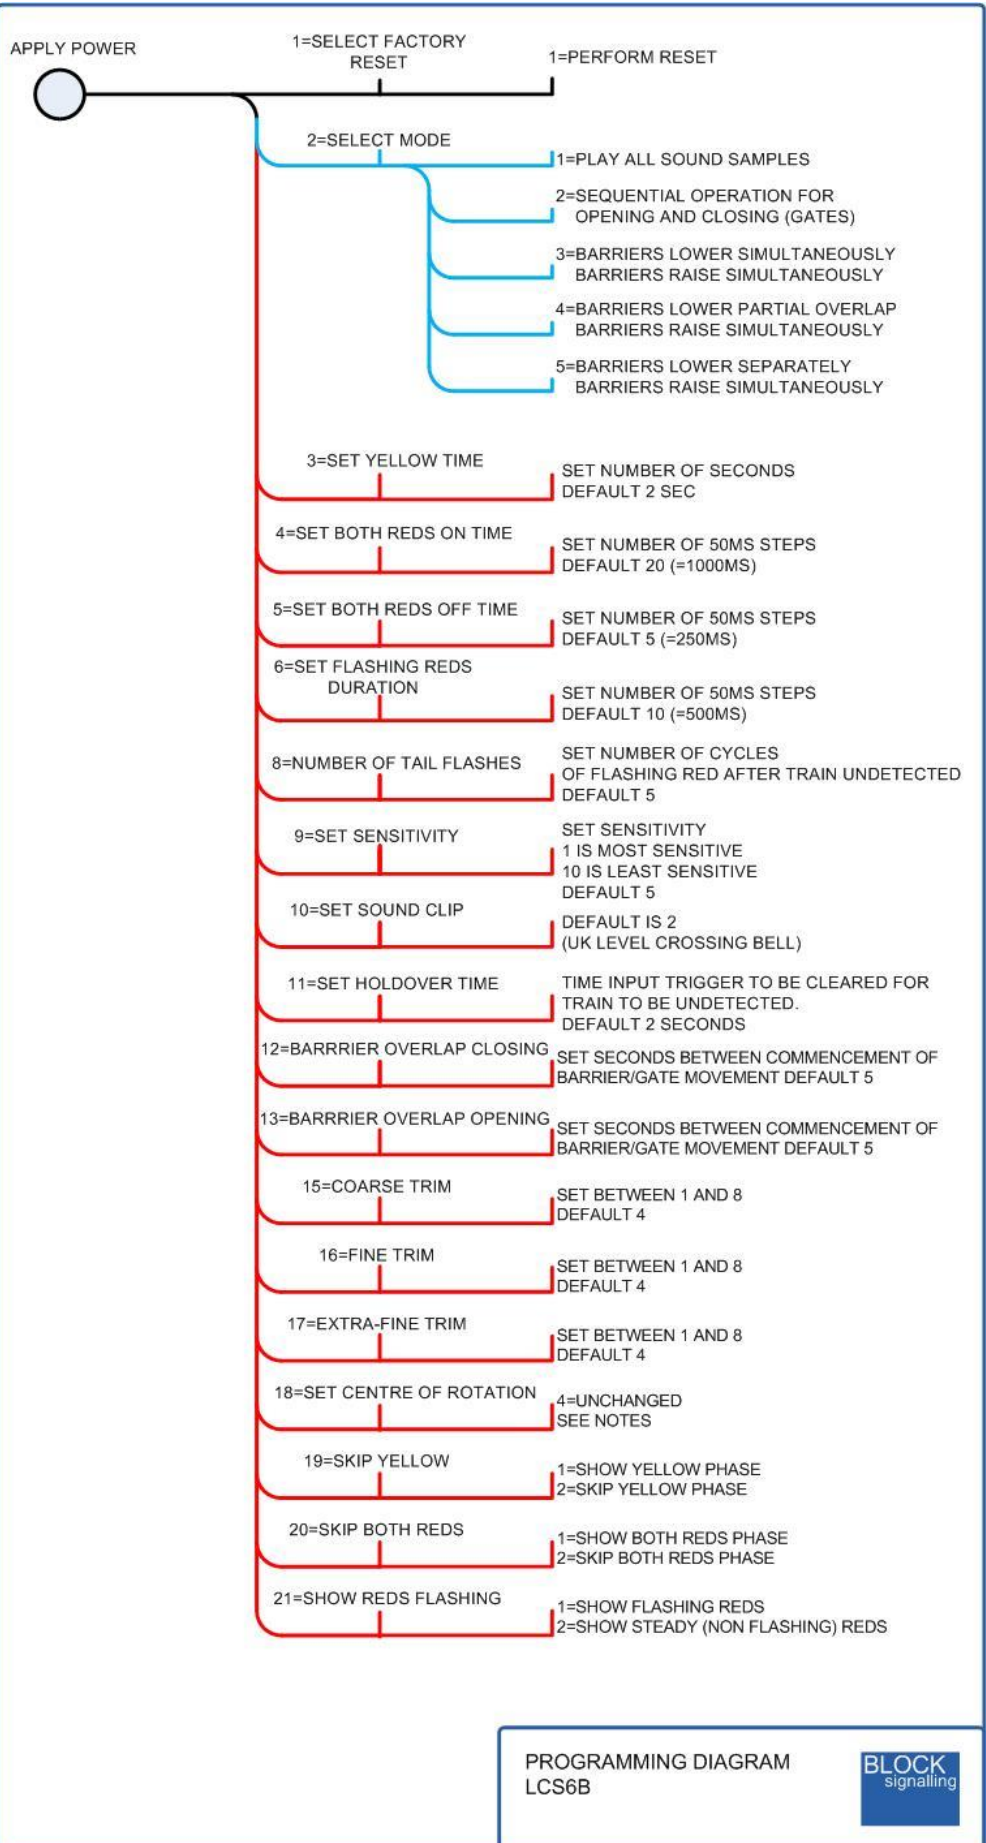 APPLY POWER
1=SELECT FACTORY
RESET
1=PERFORM RESET
2=SELECT MODE
1=PLAY ALL SOUND SAMPLES
2=SEQUENTIAL OPERATION FOR
OPENING AND CLOSING (GATES)
3=BARRIERS LOWER SIMULTANEOUSLY
BARRIERS RAISE SIMULTANEOUSLY
4=BARRIERS LOWER PARTIAL OVERLAP
BARRIERS RAISE SIMULTANEOUSLY
5=BARRIERS LOWER SEPARATELY
BARRIERS RAISE SIMULTANEOUSLY
3=SET YELLOW TIME
SET NUMBER OF SECONDS
DEFAULT 2 SEC
4=SET BOTH REDS ON TIME
SET NUMBER OF 50MS STEPS
DEFAULT 20 (=1000MS)
5=SET BOTH REDS OFF TIME
SET NUMBER OF 50MS STEPS
DEFAULT 5 (=250MS)
6=SET FLASHING REDS
DURATION
SET NUMBER OF 50MS STEPS
DEFAULT 10 (=500MS)
8=NUMBER OF TAIL FLASHES
SET NUMBER OF CYCLES
OF FLASHING RED AFTER TRAIN UNDETECTED
DEFAULT 5
9=SET SENSITIVITY
SET SENSITIVITY
1 IS MOST SENSITIVE
10 IS LEAST SENSITIVE
DEFAULT 5
10=SET SOUND CLIP
DEFAULT IS 2
(UK LEVEL CROSSING BELL)
11=SET HOLDOVER TIME
TIME INPUT TRIGGER TO BE CLEARED FOR
TRAIN TO BE UNDETECTED.
DEFAULT 2 SECONDS
12=BARRRIER OVERLAP CLOSING
SET SECONDS BETWEEN COMMENCEMENT OF
BARRIER/GATE MOVEMENT DEFAULT 5
13=BARRRIER OVERLAP OPENING
SET SECONDS BETWEEN COMMENCEMENT OF
BARRIER/GATE MOVEMENT DEFAULT 5
15=COARSE TRIM
SET BETWEEN 1 AND 8
DEFAULT 4
16=FINE TRIM
SET BETWEEN 1 AND 8
DEFAULT 4
17=EXTRA-FINE TRIM
SET BETWEEN 1 AND 8
DEFAULT 4
18=SET CENTRE OF ROTATION
4=UNCHANGED
SEE NOTES
19=SKIP YELLOW
1=SHOW YELLOW PHASE
2=SKIP YELLOW PHASE
20=SKIP BOTH REDS
1=SHOW BOTH REDS PHASE
2=SKIP BOTH REDS PHASE
21=SHOW REDS FLASHING
1=SHOW FLASHING REDS
2=SHOW STEADY (NON FLASHING) REDS
PROGRAMMING DIAGRAM
LCS6B
BLOCK
signalling